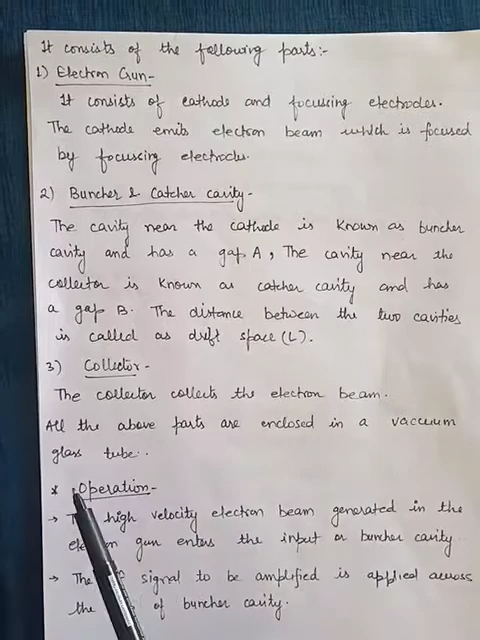 It consists of the following parts:-
1) Electron Gun-
It consists of cathode and focussing electrodes.
The cathode emits electron beam which is focused
by focuscing electrodes.
2) Buncher & Catcher cavity-
The cavity near the cathode is known as buncher
cavity and has a gap A, The cavity near the
collector is known as catcher cavity and has
a gap B. The distance between the two cavities
is called as drift space (L).
3) Collector-
The collector collects the electron beam.
All the above parts are enclosed in a vaccuum
glass tube.
* Operation-
→ high velocity electron beam generated in the
gun enters the input or buncher cavity
→ The signal to be amplified is applied across
the of buncher cavity.